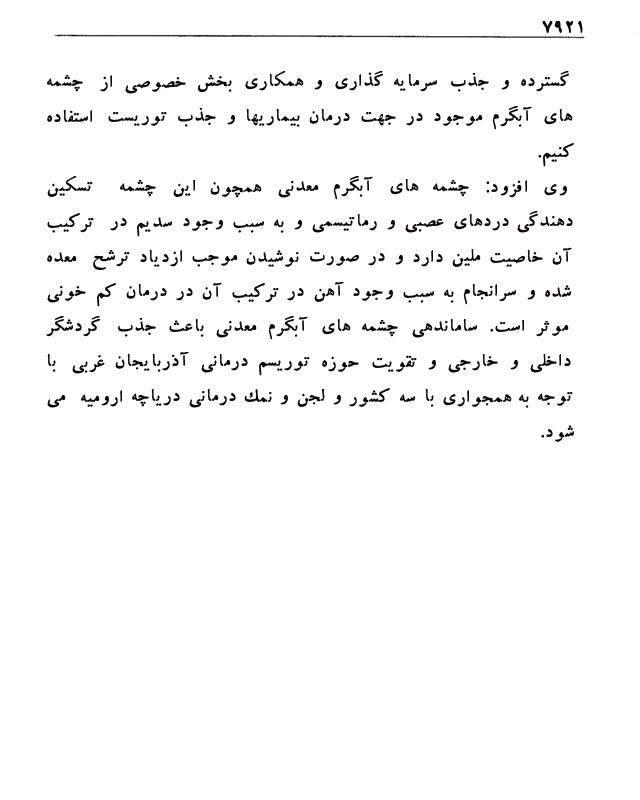 ۷۹۲۱
گسترده و جذب سرمایه گذاری و همکاری بخش خصوصی از چشمه
های آبگرم موجود در جهت درمان بیماریها و جذب توریست استفاده
کنیم.
وی افزود: چشمه های آبگرم معدنی همچون این چشمه تسکین
دهندگی دردهای عصبی و رماتیسمی و به سبب وجود سدیم در ترکیب
آن خاصیت ملین دارد و در صورت نوشیدن موجب ازدیاد ترشح معده
شده و سرانجام به سبب وجود آهن در ترکیب آن در درمان کم خونی
موثر است. ساماندهی چشمه های آبگرم معدنی باعث جذب گردشگر
داخلی و خارجی و تقویت حوزه توریسم درمانی آذربایجان غربی با
توجه به همجواری با سه کشور و لجن و نمك درمانی دریاچه ارومیه می
شود.